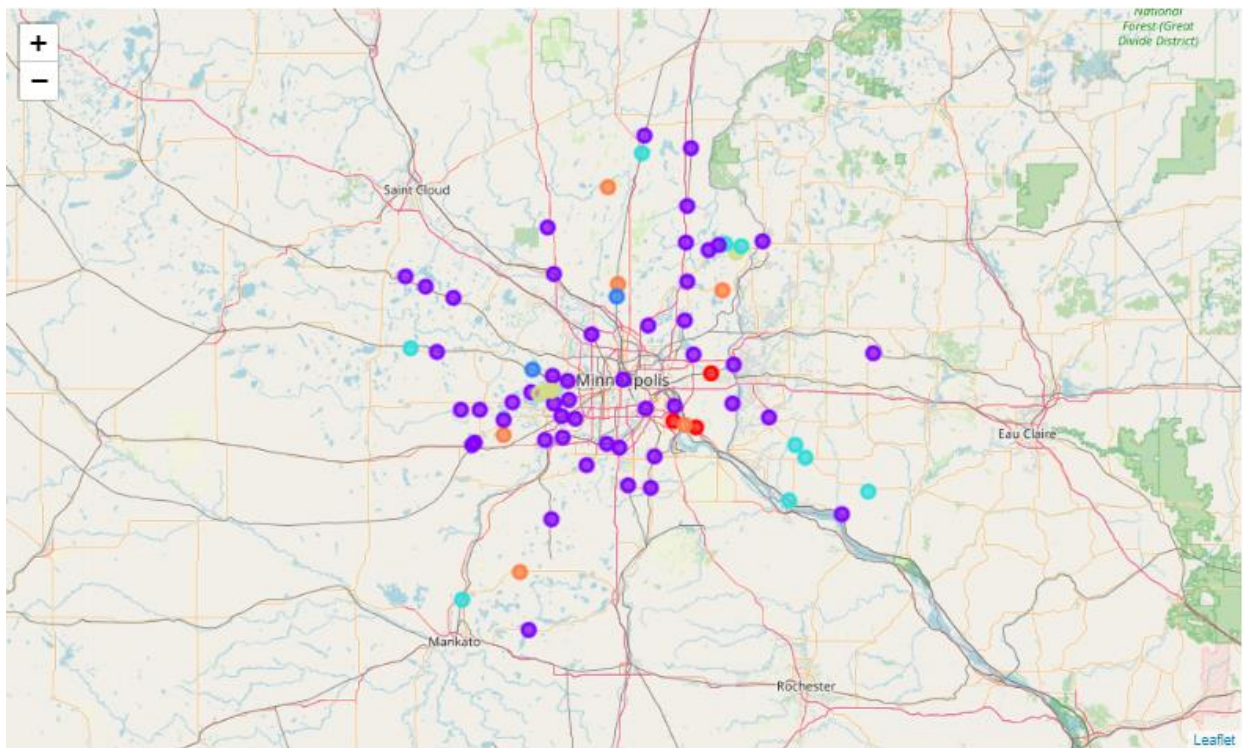 National
Forest (Great
Divide District)
+
−
Saint Cloud
Minneapolis
Eau Claire
Mankato
Rochester
Leaflet